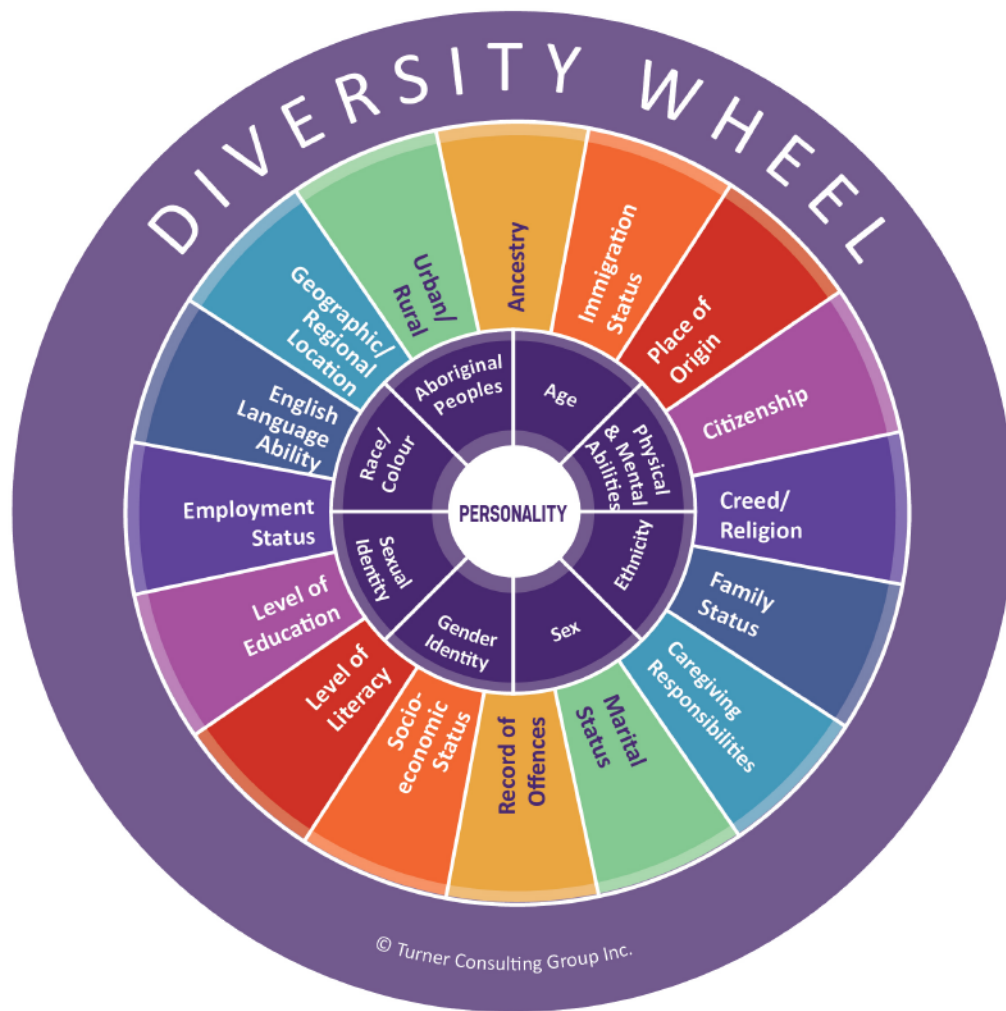 DIVERSITY WHEEL
Ancestry
Immigration
Status
Place of
Origin
Citizenship
Creed/
Religion
Family
Status
Caregiving
Responsibilities
Marital
Status
Record of
Offences
Socio-
economic
Status
Level of
Literacy
Level of
Education
Employment
Status
English
Language
Ability
Geographic/
Regional
Location
Urban/
Rural
Age
Physical
& Mental
Abilities
Ethnicity
Sex
Gender
Identity
Sexual
Identity
Race/
Colour
Aboriginal
Peoples
PERSONALITY
© Turner Consulting Group Inc.